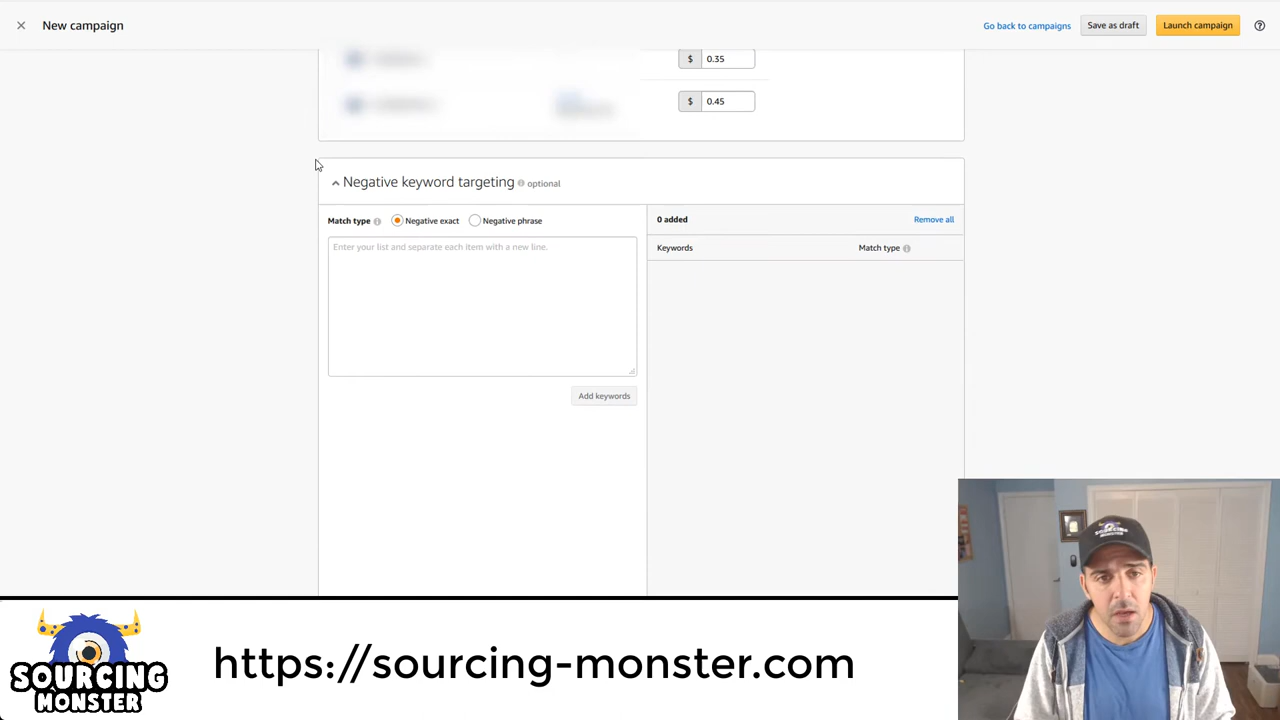 New campaign
Go back to campaigns
Save as draft
Launch campaign
$ 0.35
$ 0.45
Negative keyword targeting optional
Match type
Negative exact
Negative phrase
0 added
Remove all
Enter your list and separate each item with a new line.
Keywords
Match type
Add keywords
SOURCING
MONSTER
https://sourcing-monster.com
SOURCING
MONSTER